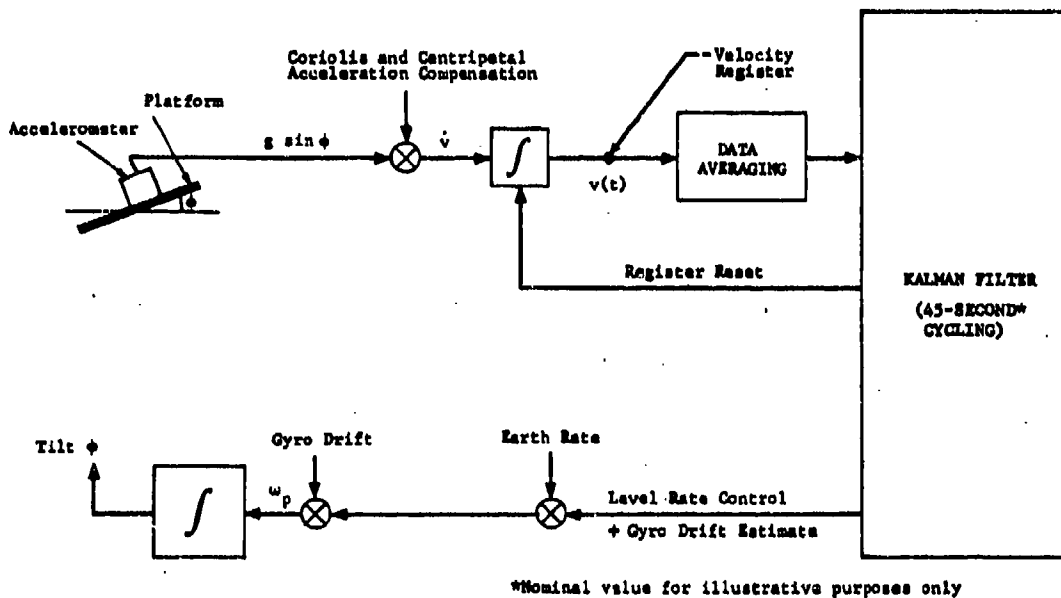 Coriolis and Centripetal
Acceleration Compensation
Velocity
Register
Platform
Accelerometer
g sin ϕ
v̇
∫
v(t)
DATA
AVERAGING
ϕ
Register Reset
KALMAN FILTER
(45-SECOND*
CYCLING)
Tilt ϕ
Gyro Drift
Earth Rate
∫
ωp
Level Rate Control
+ Gyro Drift Estimate
*Nominal value for illustrative purposes only